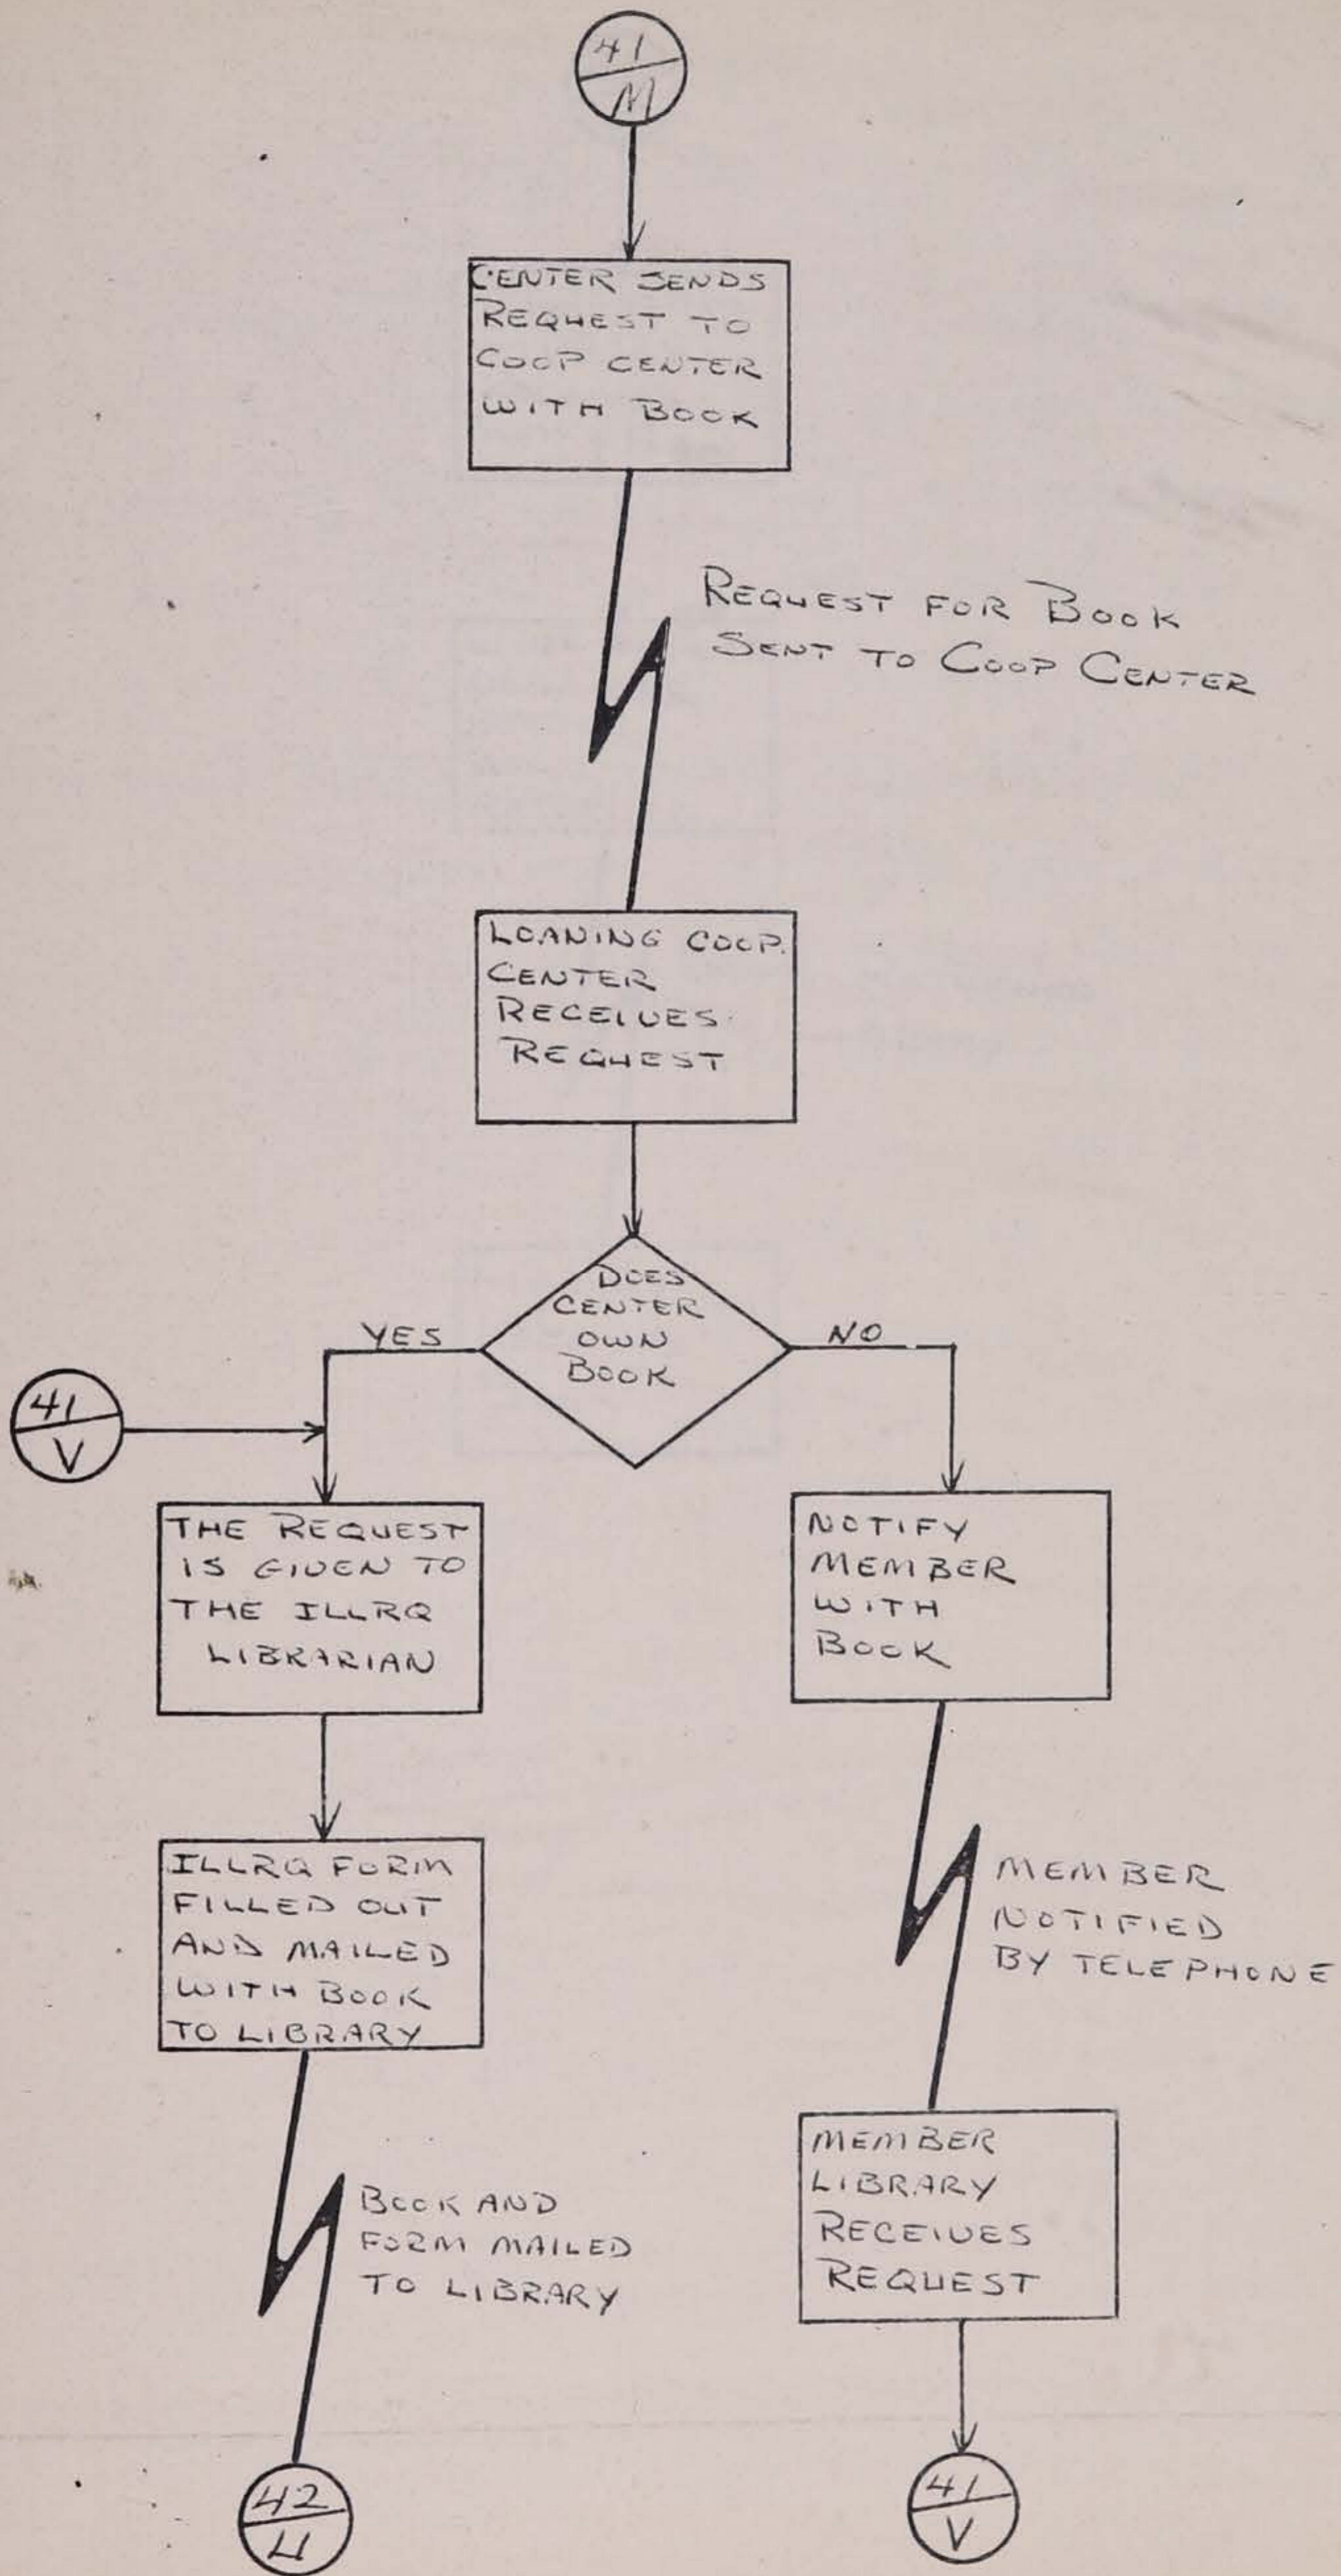 41
M
CENTER SENDS
REQUEST TO
COOP CENTER
WITH BOOK
REQUEST FOR BOOK
SENT TO COOP CENTER
LOANING COOP.
CENTER
RECEIVES
REQUEST
DOES
CENTER
OWN
BOOK
YES
NO
41
V
THE REQUEST
IS GIVEN TO
THE ILLRQ
LIBRARIAN
NOTIFY
MEMBER
WITH
BOOK
ILLRQ FORM
FILLED OUT
AND MAILED
WITH BOOK
TO LIBRARY
MEMBER
NOTIFIED
BY TELEPHONE
BOOK AND
FORM MAILED
TO LIBRARY
MEMBER
LIBRARY
RECEIVES
REQUEST
42
41
V